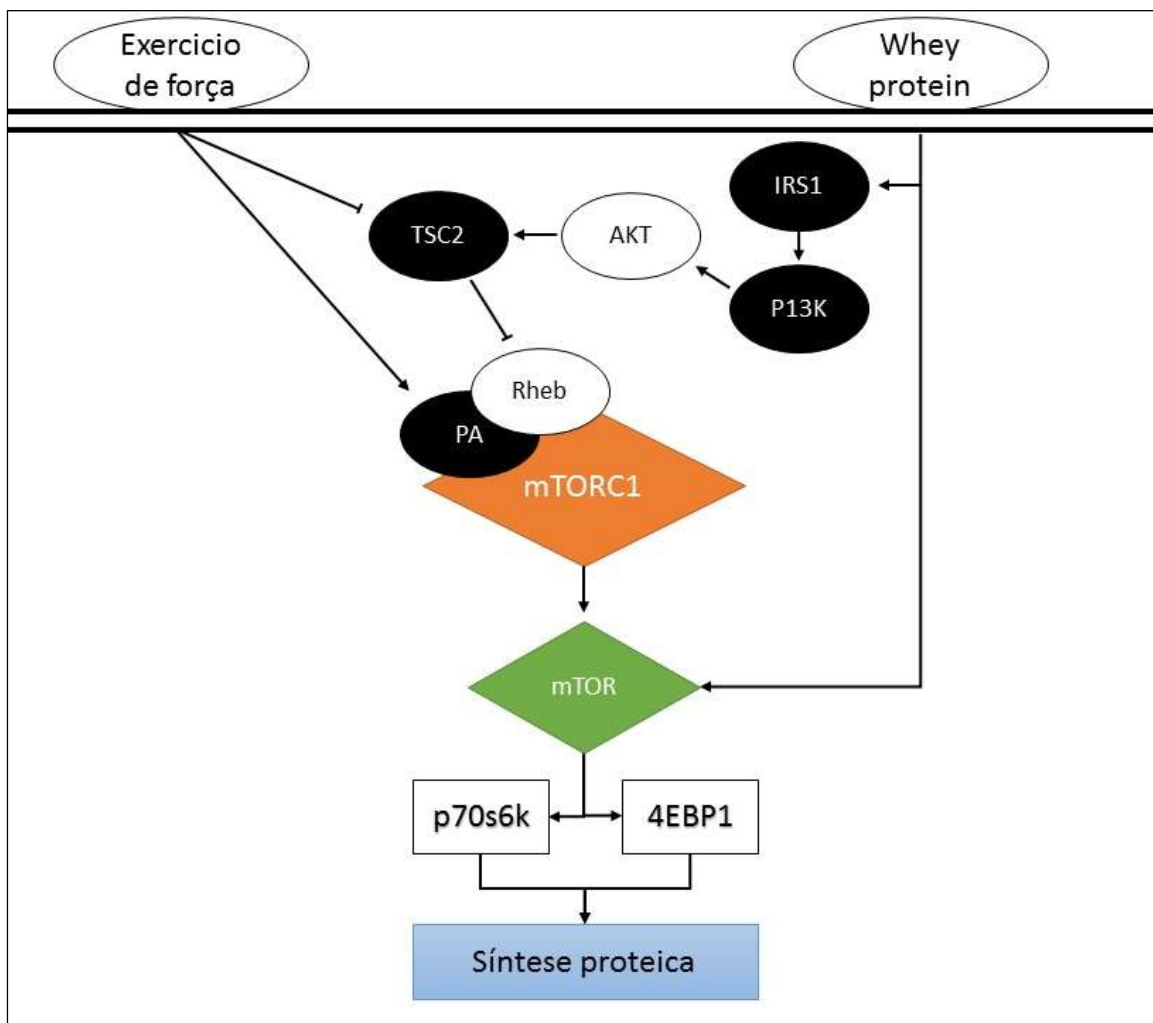 Exercicio
de força
Whey
protein
IRS1
TSC2
AKT
P13K
Rheb
PA
mTORC1
mTOR
p70s6k
4EBP1
Síntese proteica